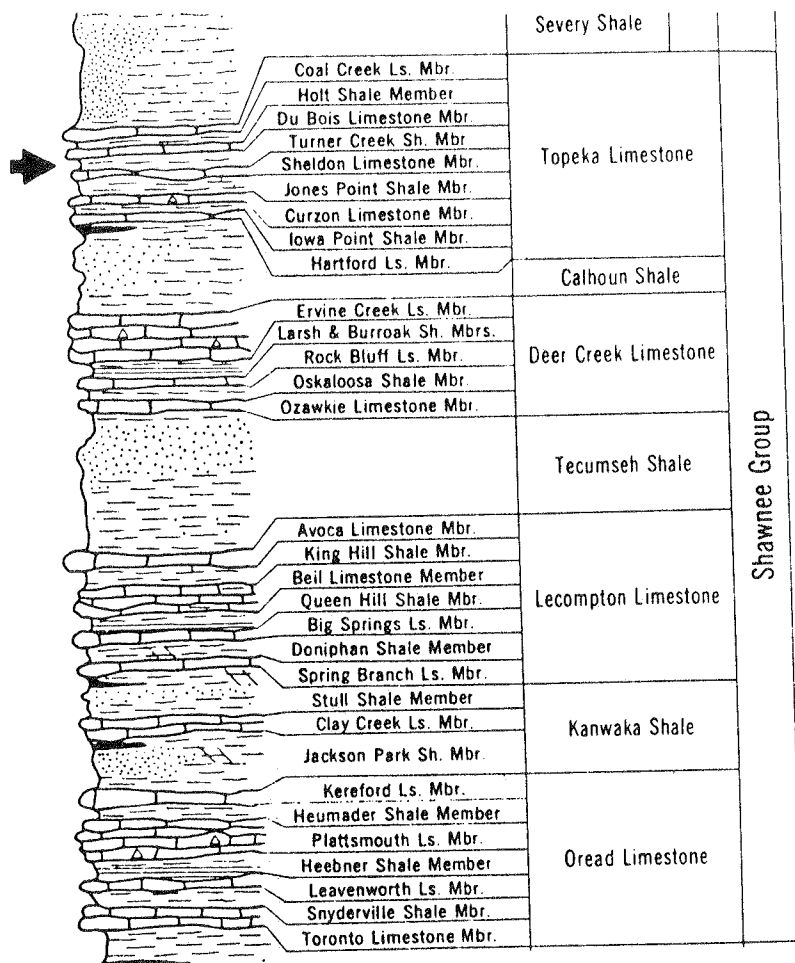 Severy Shale
Coal Creek Ls. Mbr.
Holt Shale Member
Du Bois Limestone Mbr.
Turner Creek Sh. Mbr
Sheldon Limestone Mbr.
Jones Point Shale Mbr.
Curzon Limestone Mbr.
Iowa Point Shale Mbr.
Hartford Ls. Mbr.
Topeka Limestone
Calhoun Shale
Ervine Creek Ls. Mbr.
Larsh & Burroak Sh. Mbrs.
Rock Bluff Ls. Mbr.
Oskaloosa Shale Mbr.
Ozawkie Limestone Mbr.
Deer Creek Limestone
Tecumseh Shale
Avoca Limestone Mbr.
King Hill Shale Mbr.
Beil Limestone Member
Queen Hill Shale Mbr.
Big Springs Ls. Mbr.
Doniphan Shale Member
Spring Branch Ls. Mbr.
Lecompton Limestone
Stull Shale Member
Clay Creek Ls. Mbr.
Jackson Park Sh. Mbr.
Kanwaka Shale
Kereford Ls. Mbr.
Heumader Shale Member
Plattsmouth Ls. Mbr.
Heebner Shale Member
Leavenworth Ls. Mbr.
Snyderville Shale Mbr.
Toronto Limestone Mbr.
Oread Limestone
Shawnee Group